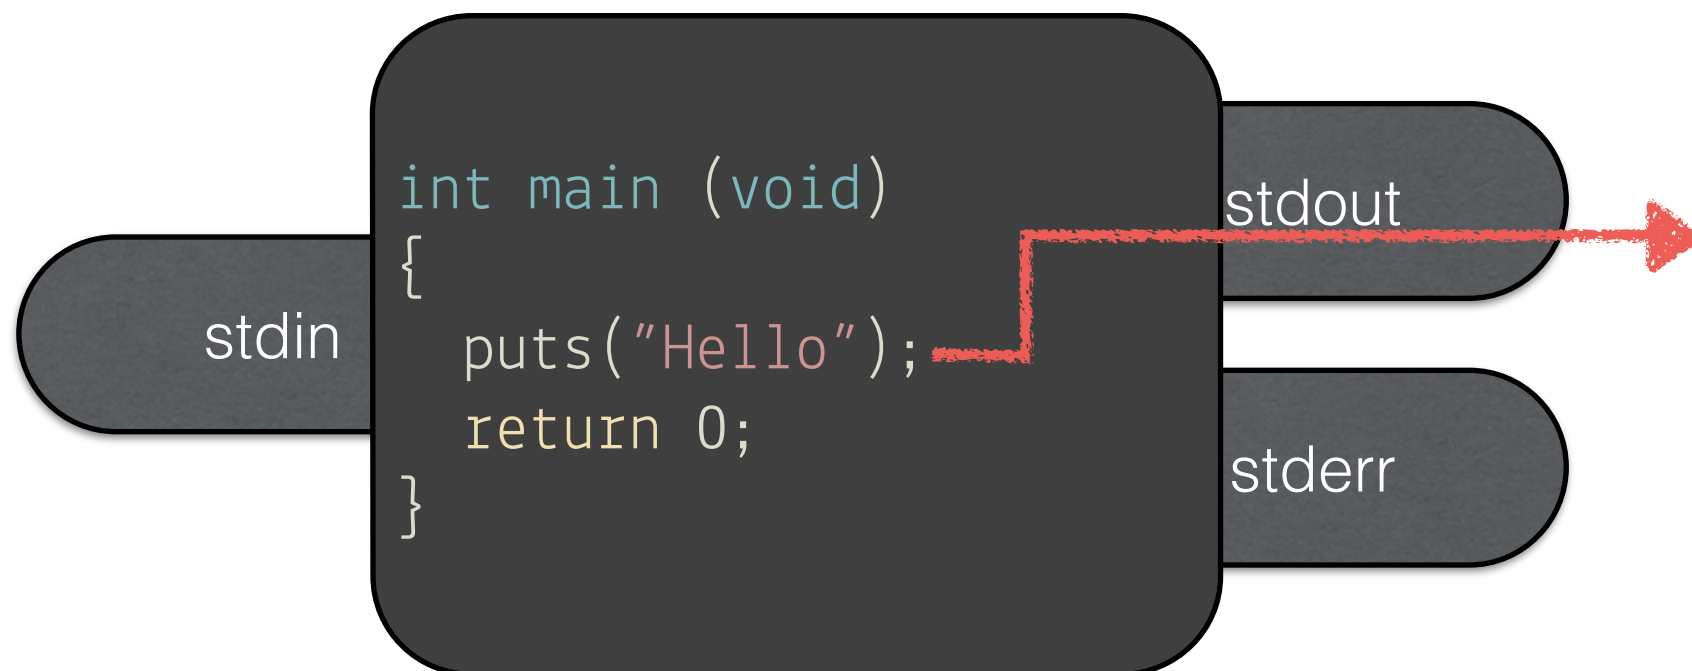 int main (void)
{
stdin
puts("Hello");
return 0;
}
stdout
stderr